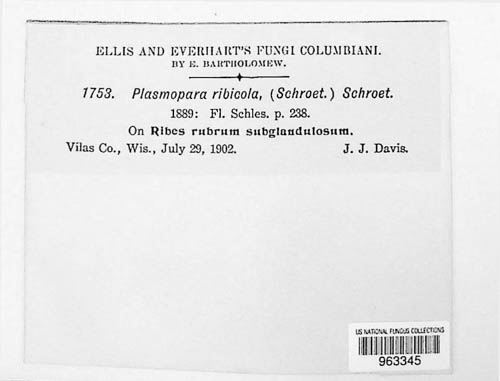 ELLIS AND EVERHART'S FUNGI COLUMBIANI.
BY E. BARTHOLOMEW.
1753. Plasmopara ribicola, (Schroet.) Schroet.
1889: Fl. Schles. p. 238.
On Ribes rubrum subglandulosum.
Vilas Co., Wis., July 29, 1902. J. J. Davis.
US NATIONAL FUNGUS COLLECTIONS
963345